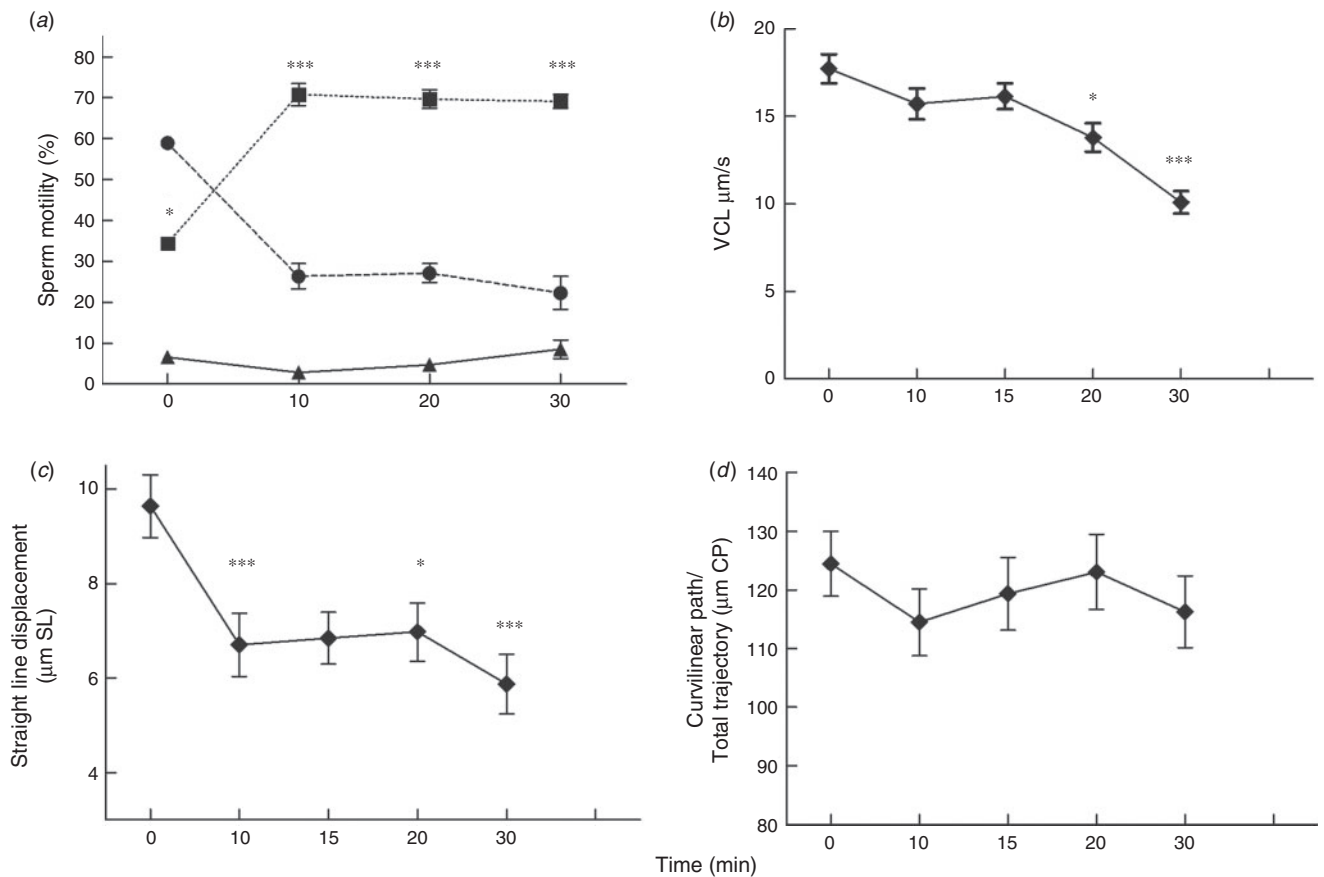 (a)
Sperm motility (%)
80
70
60
50
40
30
20
10
0
*
***
***
***
0 10 20 30
(b)
VCL μm/s
20
15
10
5
0
*
***
0 10 15 20 30
(c)
Straight line displacement
(μm SL)
10
8
6
4
***
*
***
0 10 15 20 30
(d)
Curvilinear path/
Total trajectory (μm CP)
140
130
120
110
100
90
80
0 10 15 20 30
Time (min)